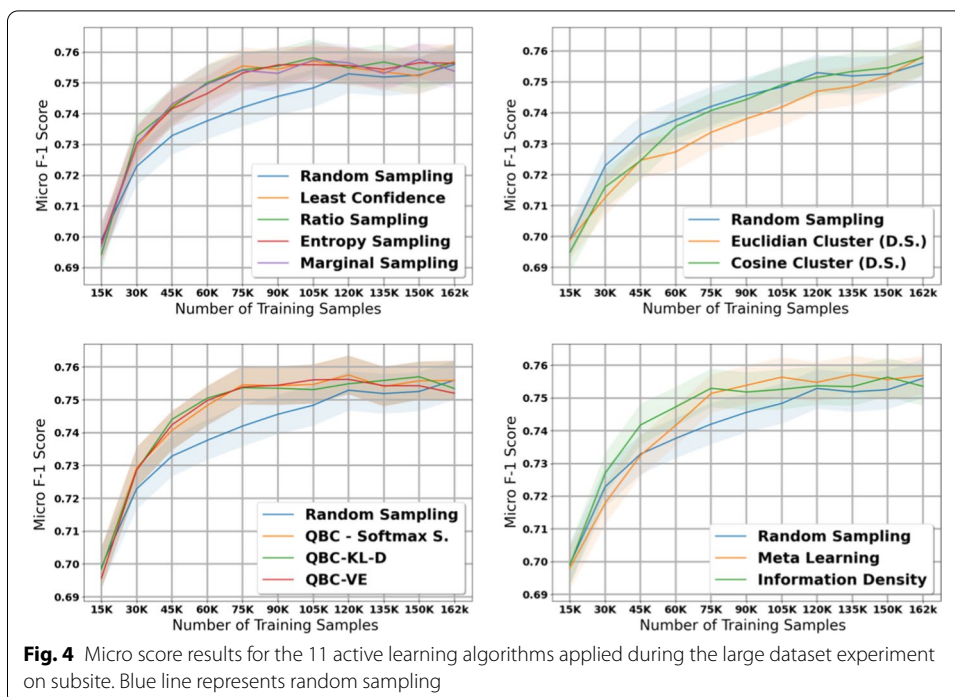 0.76
0.75
0.74
0.73
0.72
0.71
0.70
0.69
Micro F-1 Score
Random Sampling
Least Confidence
Ratio Sampling
Entropy Sampling
Marginal Sampling
15K 30K 45K 60K 75K 90K 105K 120K 135K 150K 162k
Number of Training Samples
0.76
0.75
0.74
0.73
0.72
0.71
0.70
0.69
Micro F-1 Score
Random Sampling
Euclidian Cluster (D.S.)
Cosine Cluster (D.S.)
15K 30K 45K 60K 75K 90K 105K 120K 135K 150K 162k
Number of Training Samples
0.76
0.75
0.74
0.73
0.72
0.71
0.70
0.69
Micro F-1 Score
Random Sampling
QBC - Softmax S.
QBC-KL-D
QBC-VE
15K 30K 45K 60K 75K 90K 105K 120K 135K 150K 162k
Number of Training Samples
0.76
0.75
0.74
0.73
0.72
0.71
0.70
0.69
Micro F-1 Score
Random Sampling
Meta Learning
Information Density
15K 30K 45K 60K 75K 90K 105K 120K 135K 150K 162k
Number of Training Samples
Fig. 4 Micro score results for the 11 active learning algorithms applied during the large dataset experiment
on subsite. Blue line represents random sampling